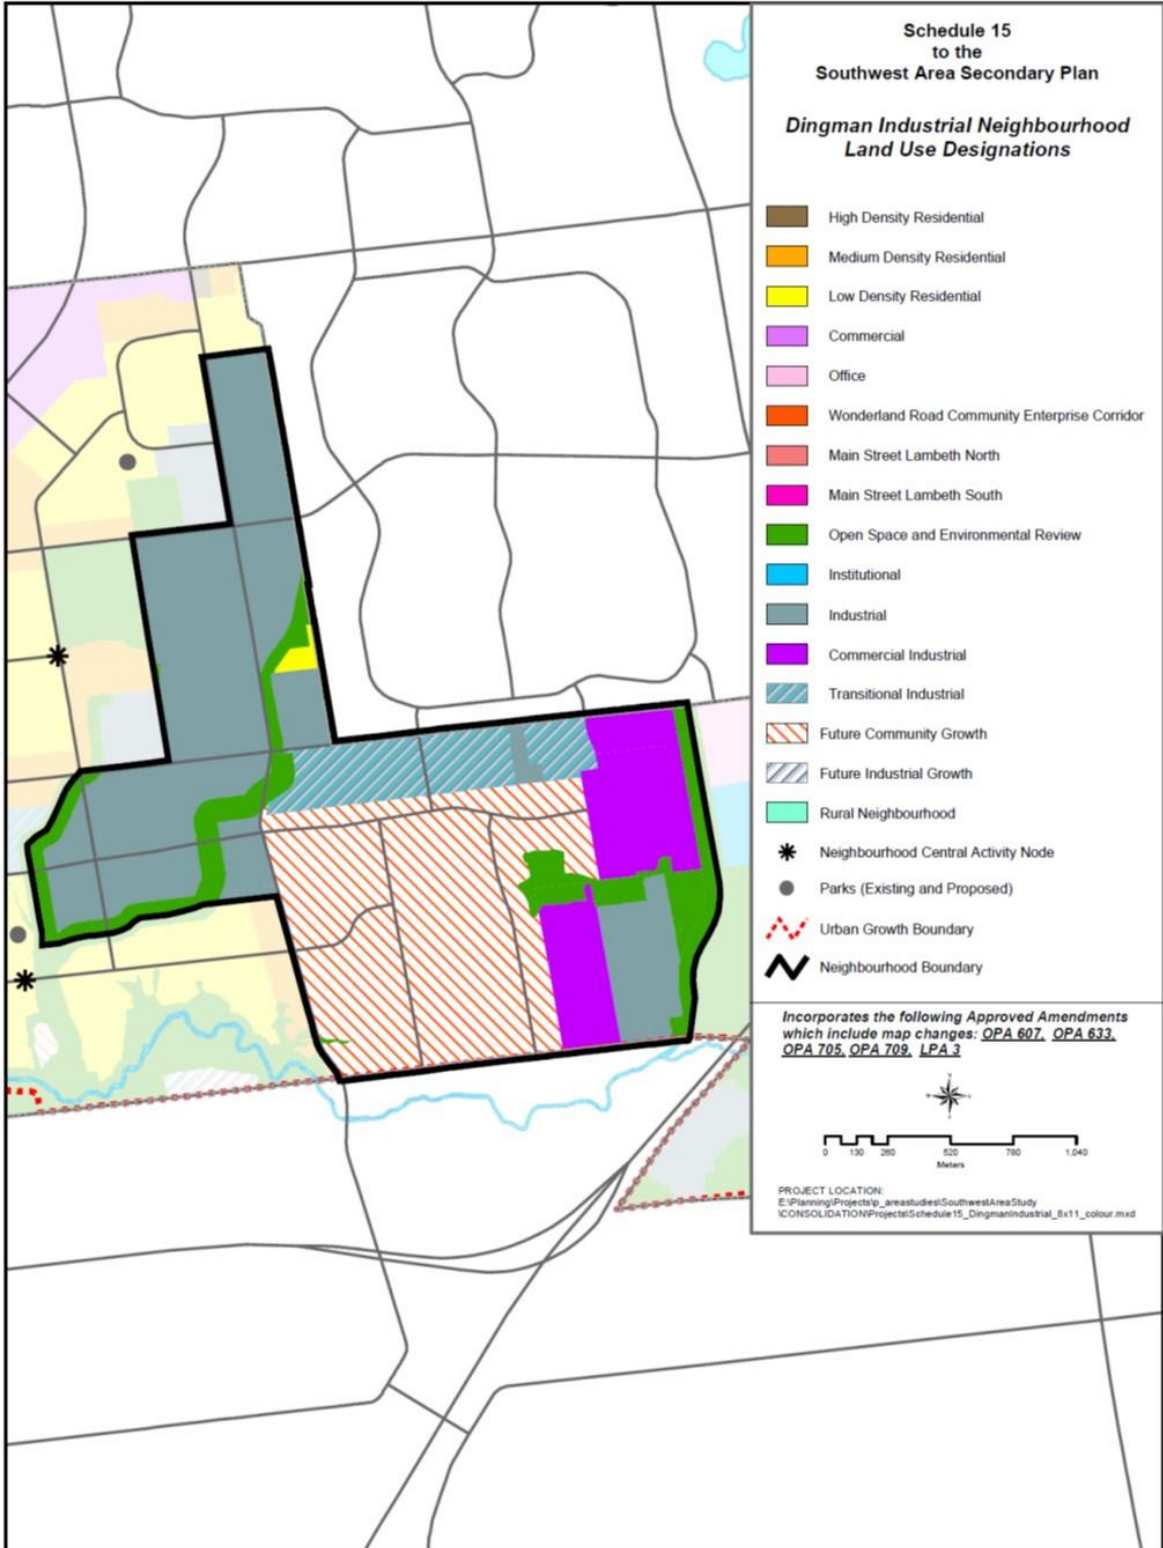 Schedule 15
to the
Southwest Area Secondary Plan
Dingman Industrial Neighbourhood
Land Use Designations
High Density Residential
Medium Density Residential
Low Density Residential
Commercial
Office
Wonderland Road Community Enterprise Corridor
Main Street Lambeth North
Main Street Lambeth South
Open Space and Environmental Review
Institutional
Industrial
Commercial Industrial
Transitional Industrial
Future Community Growth
Future Industrial Growth
Rural Neighbourhood
Neighbourhood Central Activity Node
Parks (Existing and Proposed)
Urban Growth Boundary
Neighbourhood Boundary
Incorporates the following Approved Amendments
which include map changes: OPA 607, OPA 633,
OPA 705, OPA 709, LPA 3
0 130 260 520 780 1,040
Meters
PROJECT LOCATION:
E:\Planning\Projects\p_areastudies\SouthwestAreaStudy
\CONSOLIDATION\Projects\Schedule15_DingmanIndustrial_8x11_colour.mxd